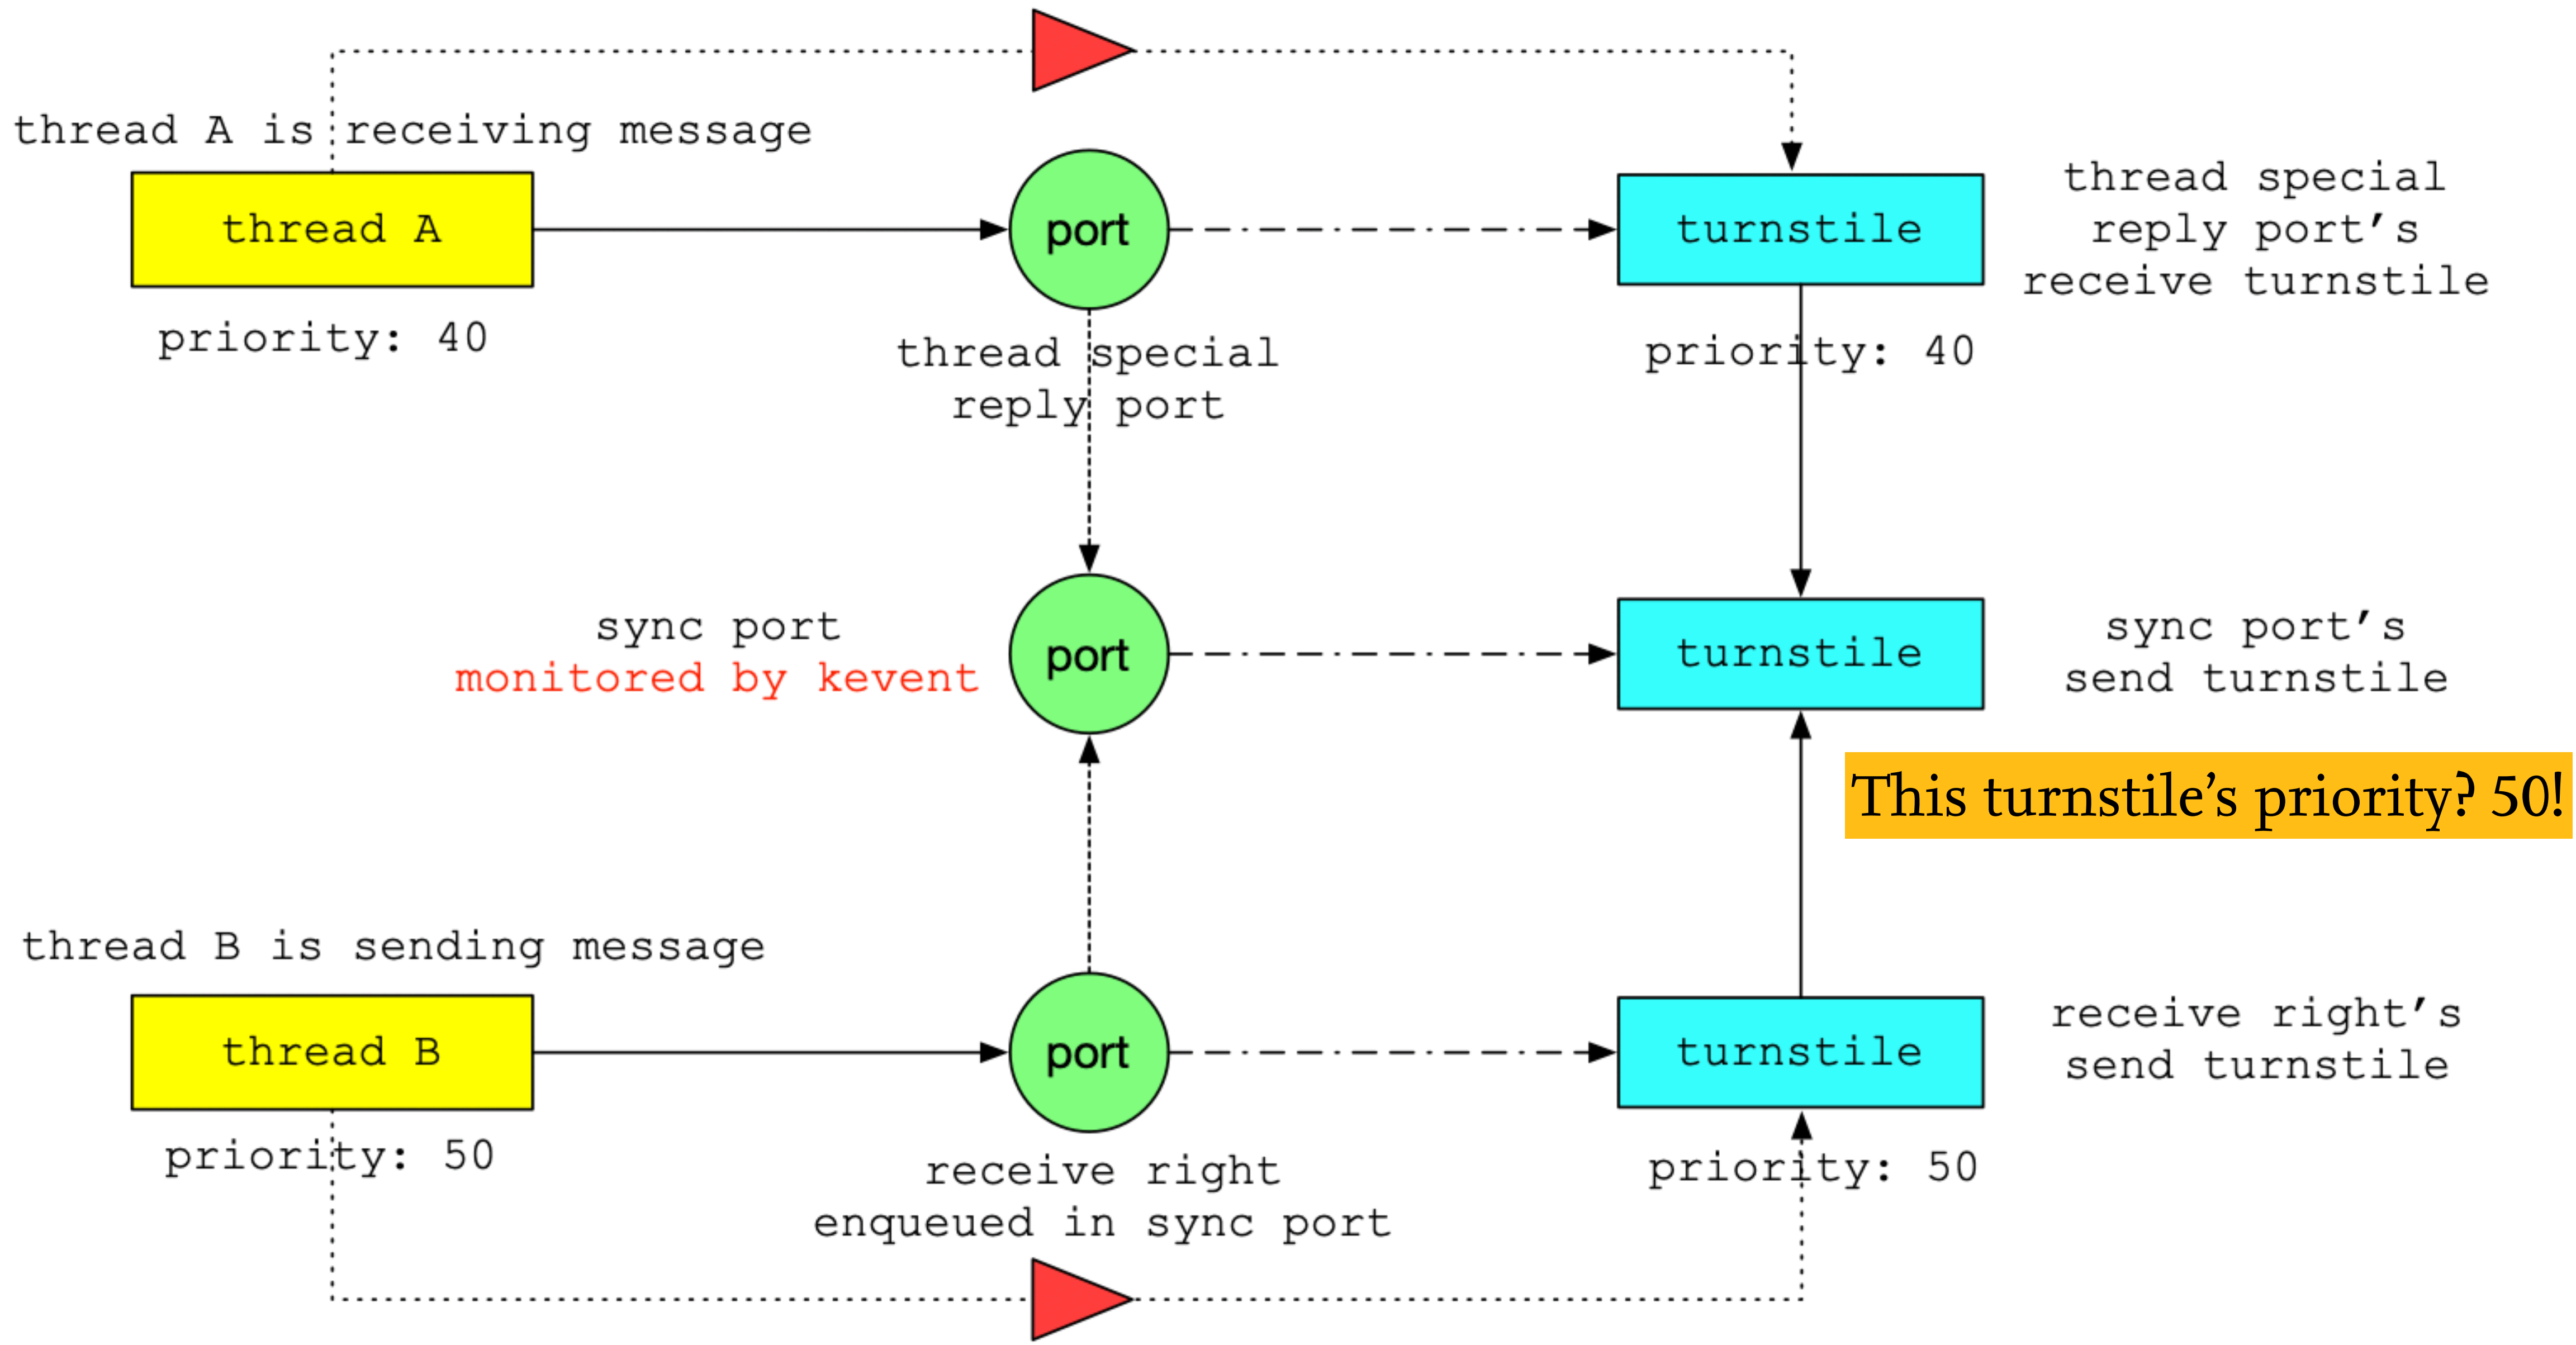 thread A is receiving message
thread A
port
turnstile
thread special
reply port's
receive turnstile
priority: 40
thread special
reply port
priority: 40
sync port
monitored by kevent
port
turnstile
sync port's
send turnstile
This turnstile’s priority? 50!
thread B is sending message
thread B
port
turnstile
receive right's
send turnstile
priority: 50
receive right
enqueued in sync port
priority: 50